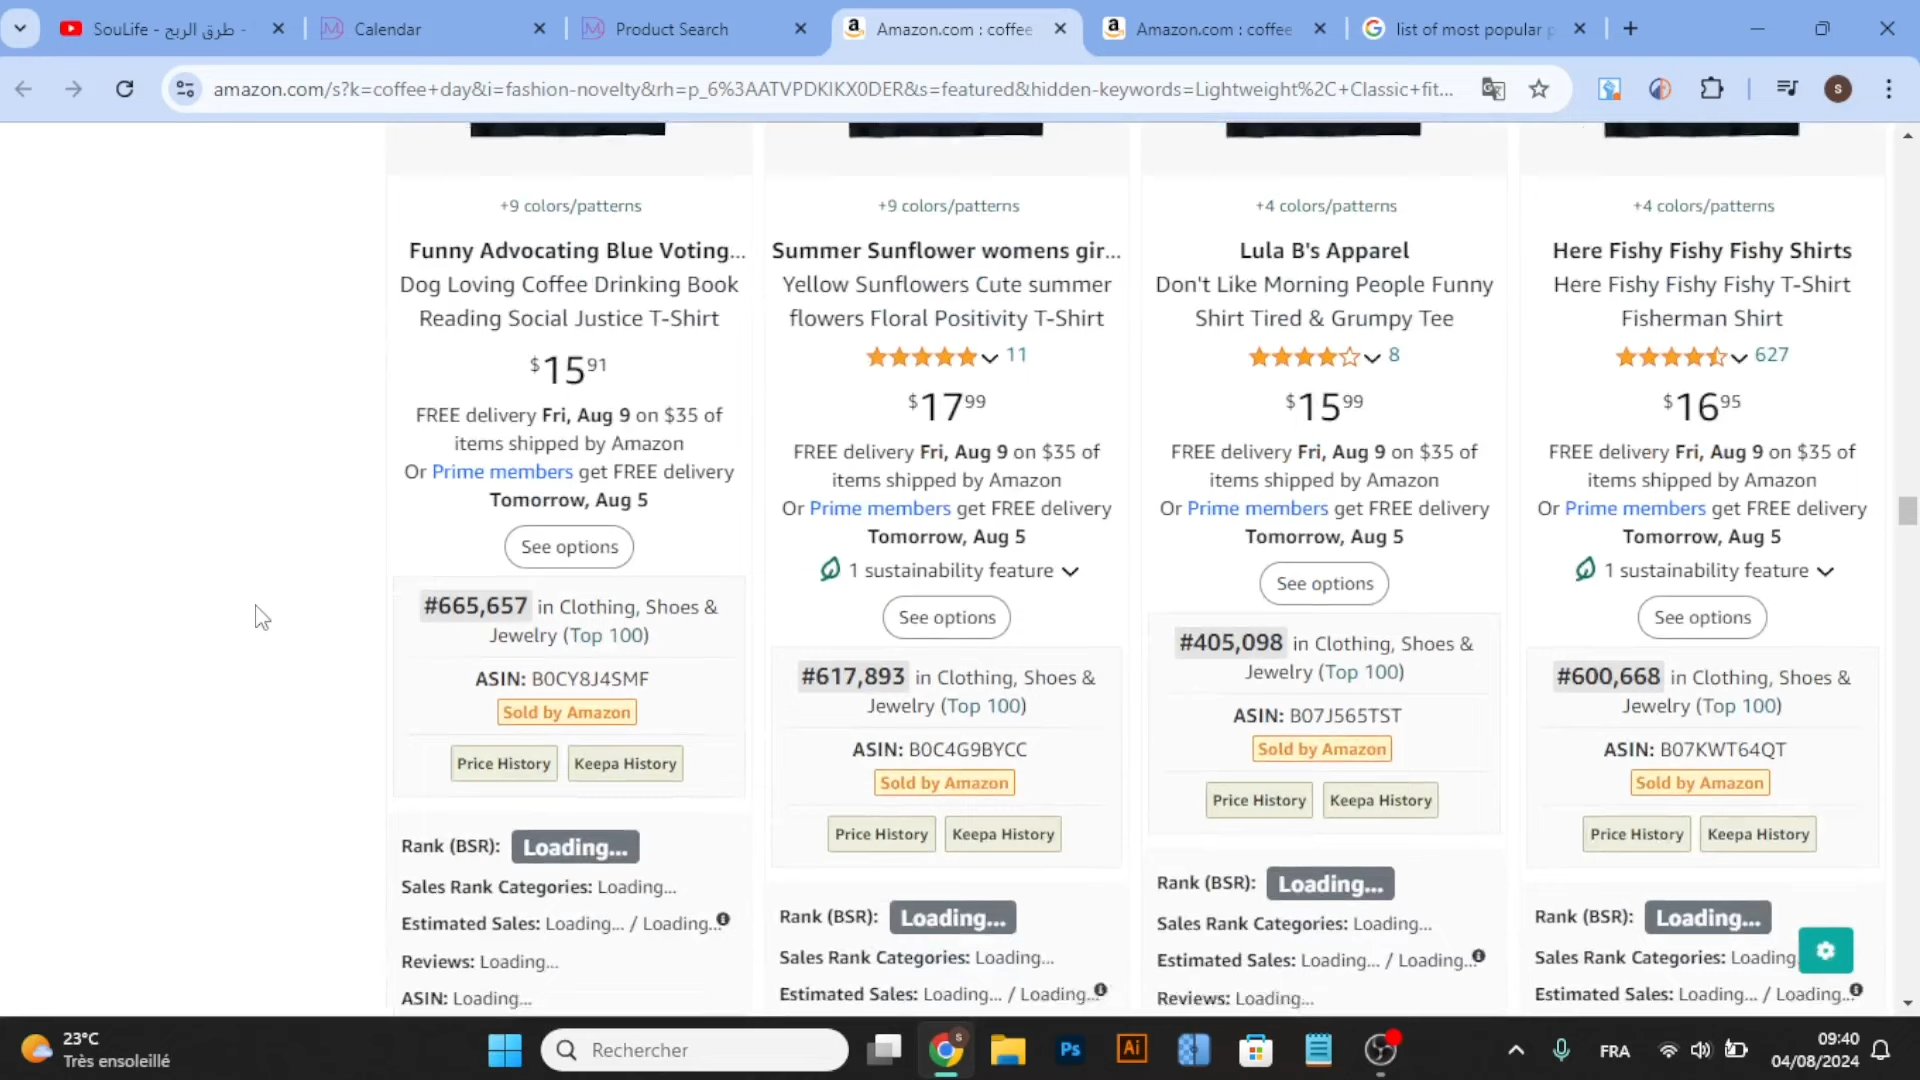 SouLife - طرق الربح -
Calendar
Product Search
Amazon.com : coffee
Amazon.com : coffee
list of most popular p
amazon.com/s?k=coffee+day&i=fashion-novelty&rh=p_6%3AATVPDKIKX0DER&s=featured&hidden-keywords=Lightweight%2C+Classic+fit...
s
+9 colors/patterns
Funny Advocating Blue Voting...
Dog Loving Coffee Drinking Book
Reading Social Justice T-Shirt
$15.91
FREE delivery Fri, Aug 9 on $35 of
items shipped by Amazon
Or Prime members get FREE delivery
Tomorrow, Aug 5
See options
#665,657 in Clothing, Shoes &
Jewelry (Top 100)
ASIN: B0CY8J4SMF
Sold by Amazon
Price History Keepa History
Rank (BSR): Loading...
Sales Rank Categories: Loading...
Estimated Sales: Loading... / Loading...
Reviews: Loading...
ASIN: Loading...
+9 colors/patterns
Summer Sunflower womens gir...
Yellow Sunflowers Cute summer
flowers Floral Positivity T-Shirt
11
$17.99
FREE delivery Fri, Aug 9 on $35 of
items shipped by Amazon
Or Prime members get FREE delivery
Tomorrow, Aug 5
1 sustainability feature
See options
#617,893 in Clothing, Shoes &
Jewelry (Top 100)
ASIN: B0C4G9BYCC
Sold by Amazon
Price History Keepa History
Rank (BSR): Loading...
Sales Rank Categories: Loading...
Estimated Sales: Loading... / Loading...
+4 colors/patterns
Lula B's Apparel
Don't Like Morning People Funny
Shirt Tired & Grumpy Tee
8
$15.99
FREE delivery Fri, Aug 9 on $35 of
items shipped by Amazon
Or Prime members get FREE delivery
Tomorrow, Aug 5
See options
#405,098 in Clothing, Shoes &
Jewelry (Top 100)
ASIN: B07J565TST
Sold by Amazon
Price History Keepa History
Rank (BSR): Loading...
Sales Rank Categories: Loading...
Estimated Sales: Loading... / Loading...
Reviews: Loading...
+4 colors/patterns
Here Fishy Fishy Fishy Shirts
Here Fishy Fishy Fishy T-Shirt
Fisherman Shirt
627
$16.95
FREE delivery Fri, Aug 9 on $35 of
items shipped by Amazon
Or Prime members get FREE delivery
Tomorrow, Aug 5
1 sustainability feature
See options
#600,668 in Clothing, Shoes &
Jewelry (Top 100)
ASIN: B07KWT64QT
Sold by Amazon
Price History Keepa History
Rank (BSR): Loading...
Sales Rank Categories: Loading
Estimated Sales: Loading... / Loading...
23°C
Très ensoleillé
Rechercher
Ps
Ai
FRA
09:40
04/08/2024